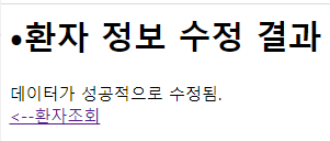 •환자 정보 수정 결과
데이터가 성공적으로 수정됨.
<--환자조회